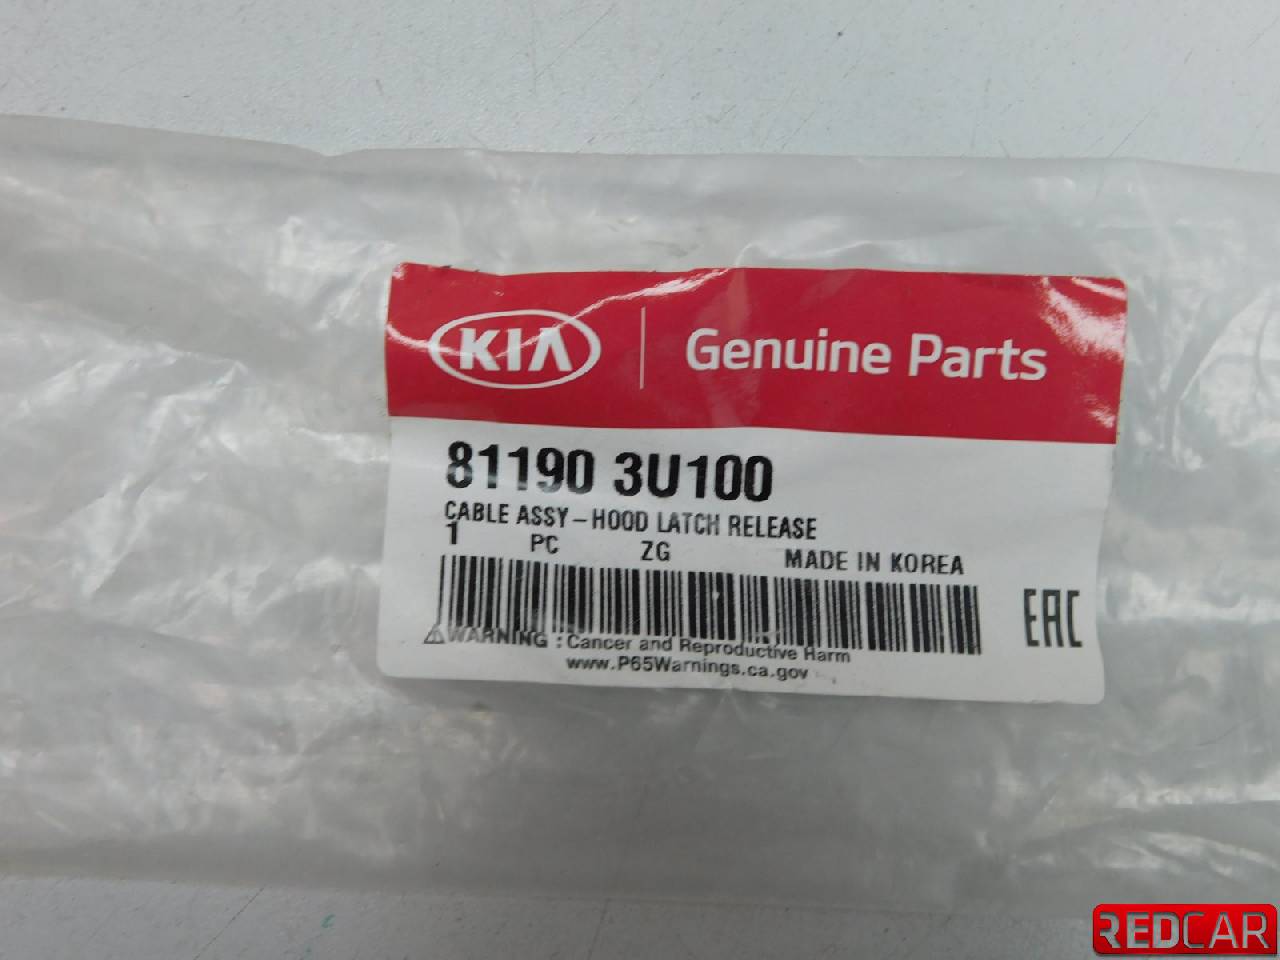 KIA Genuine Parts
81190 3U100
CABLE ASSY-HOOD LATCH RELEASE
1 PC ZG MADE IN KOREA
EAC
⚠WARNING : Cancer and Reproductive Harm
www.P65Warnings.ca.gov
REDCAR